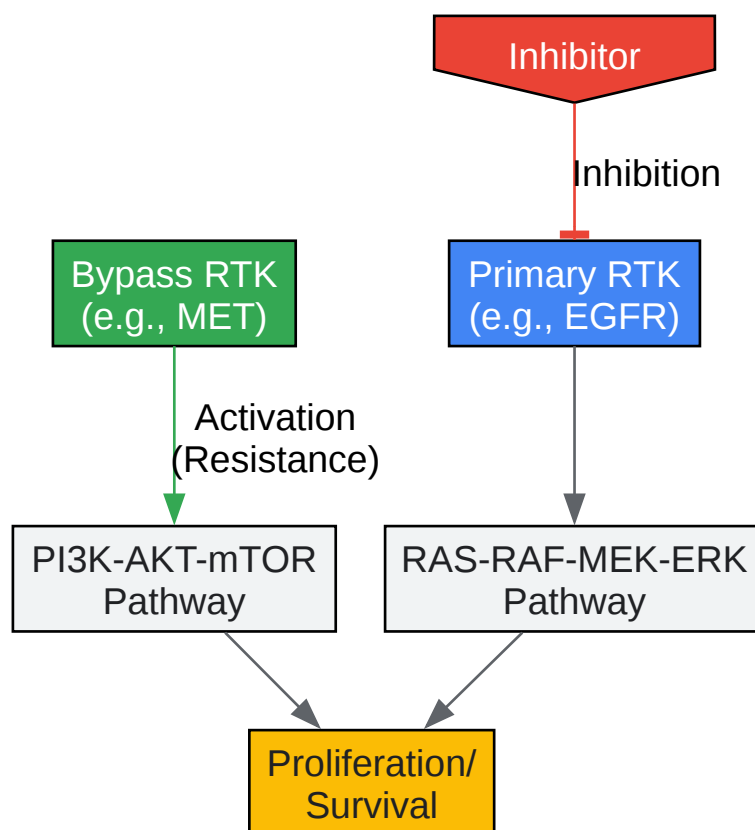 Inhibitor
Inhibition
Bypass RTK
(e.g., MET)
Primary RTK
(e.g., EGFR)
Activation
(Resistance)
PI3K-AKT-mTOR
Pathway
RAS-RAF-MEK-ERK
Pathway
Proliferation/
Survival